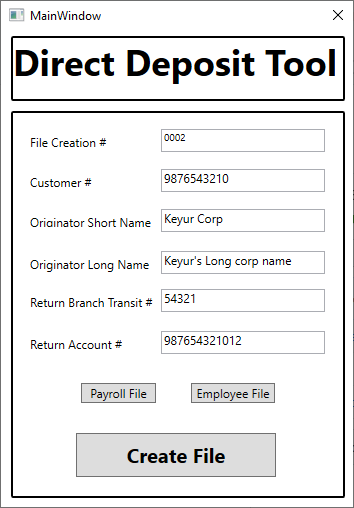 MainWindow
Direct Deposit Tool
File Creation # 0002
Customer # 9876543210
Originator Short Name Keyur Corp
Originator Long Name Keyur's Long corp name
Return Branch Transit # 54321
Return Account # 987654321012
Payroll File Employee File
Create File